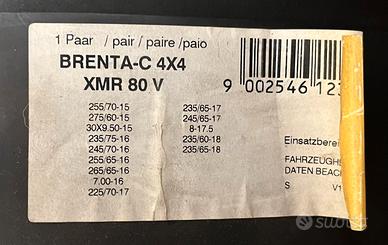 1 Paar / pair / paire / paio
BRENTA-C 4X4
XMR 80 V
9 002546 123
255/70-15
275/60-15
30X9.50-15
235/75-16
245/70-16
255/65-16
265/65-16
7.00-16
225/70-17
235/65-17
245/65-17
8-17.5
235/60-18
235/65-18
Einsatzberei
FAHRZEUGHE
DATEN BEACH
S V1
subito